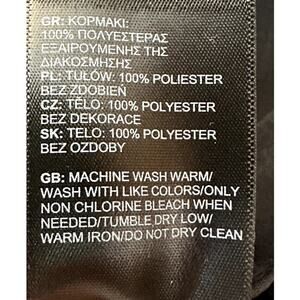 GR: ΚΟΡΜΑΚΙ:
100% ΠΟΛΥΕΣΤΕΡΑΣ
ΕΞΑΙΡΟΥΜΕΝΗΣ ΤΗΣ
ΔΙΑΚΟΣΜΗΣΗΣ
PL: TUŁÓW: 100% POLIESTER
BEZ ZDOBIEŃ
CZ: TĚLO: 100% POLYESTER
BEZ DEKORACE
SK: TELO: 100% POLYESTER
BEZ OZDOBY
GB: MACHINE WASH WARM/
WASH WITH LIKE COLORS/ONLY
NON CHLORINE BLEACH WHEN
NEEDED/TUMBLE DRY LOW/
WARM IRON/DO NOT DRY CLEAN